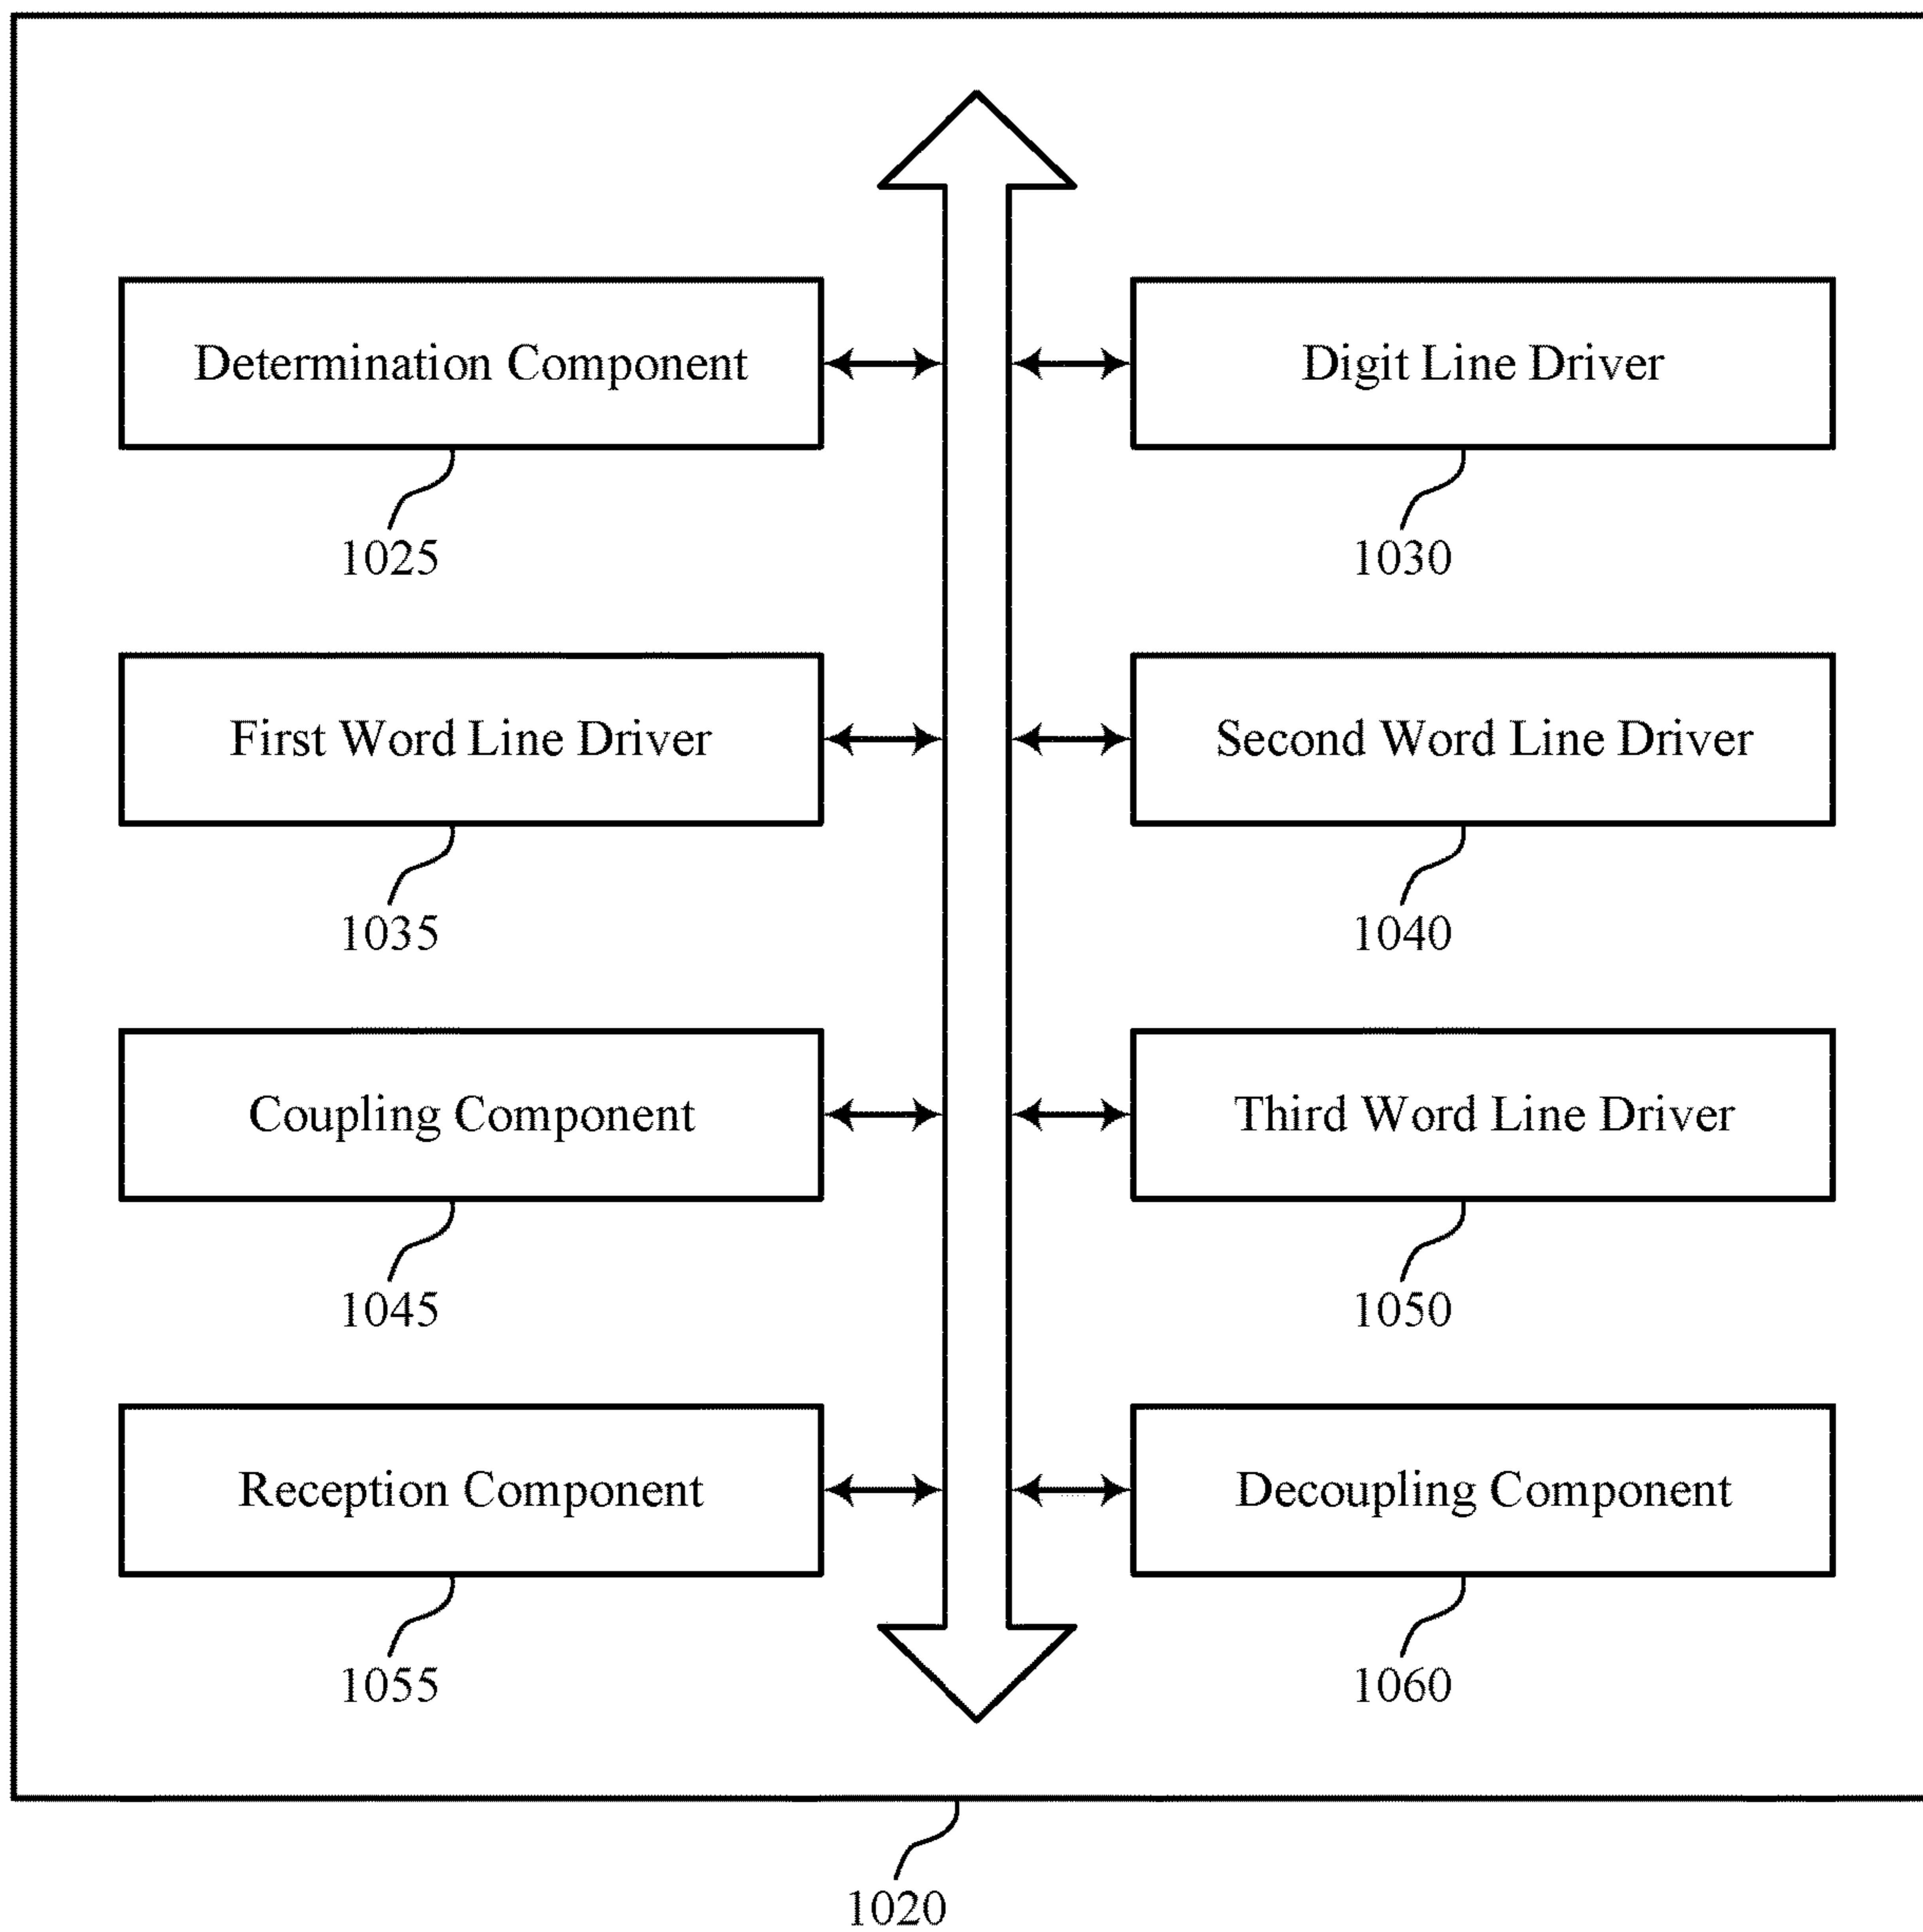 Determination Component
Digit Line Driver
1025
1030
First Word Line Driver
Second Word Line Driver
1035
1040
Coupling Component
Third Word Line Driver
1045
1050
Reception Component
Decoupling Component
1055
1060
1020